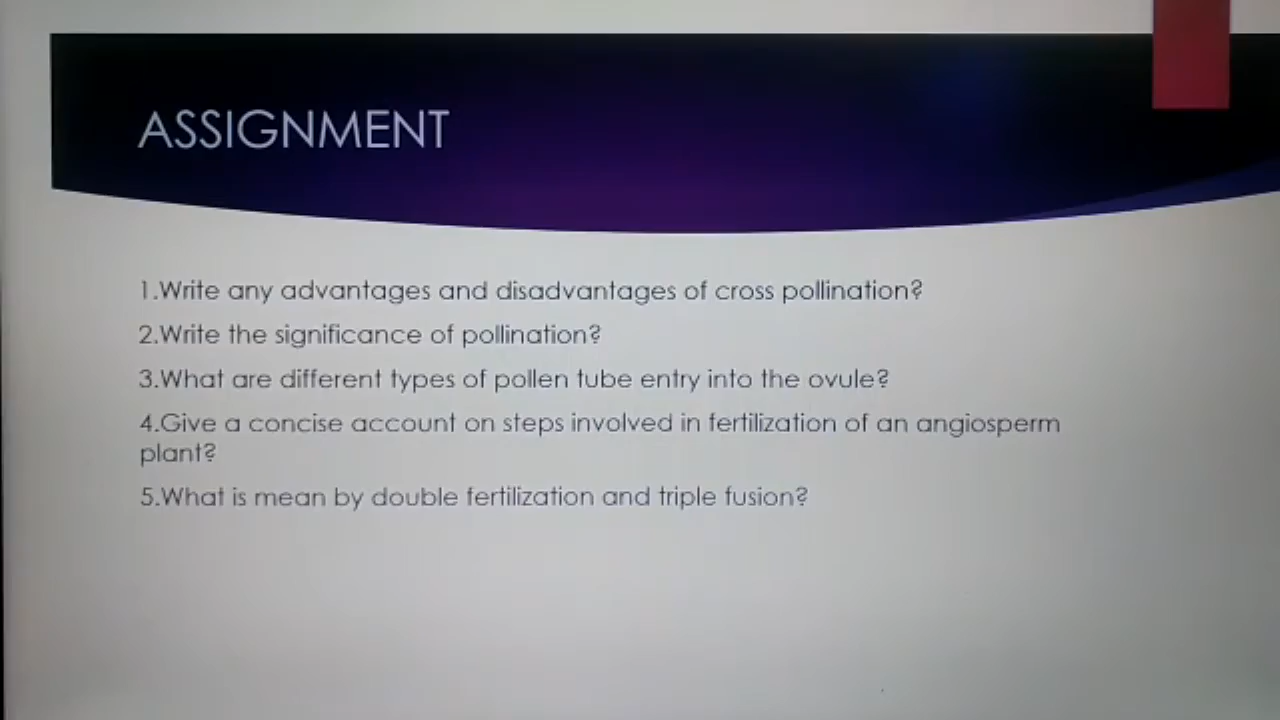 ASSIGNMENT
1.Write any advantages and disadvantages of cross pollination?
2.Write the significance of pollination?
3.What are different types of pollen tube entry into the ovule?
4.Give a concise account on steps involved in fertilization of an angiosperm
plant?
5.What is mean by double fertilization and triple fusion?